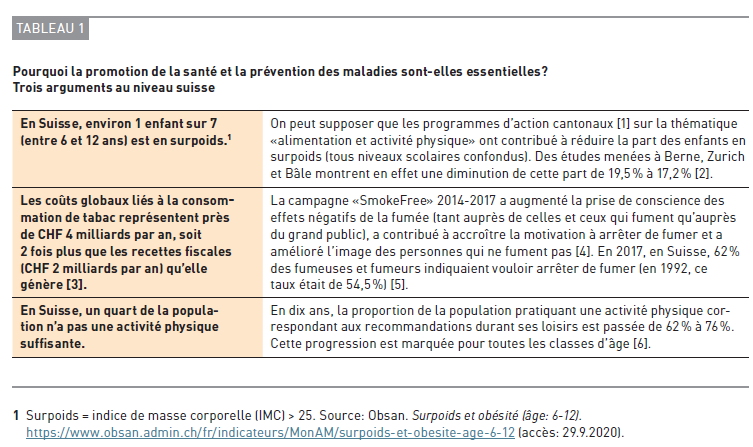 TABLEAU 1
Pourquoi la promotion de la santé et la prévention des maladies sont-elles essentielles?
Trois arguments au niveau suisse
En Suisse, environ 1 enfant sur 7
(entre 6 et 12 ans) est en surpoids.1
On peut supposer que les programmes d'action cantonaux [1] sur la thématique
«alimentation et activité physique» ont contribué à réduire la part des enfants en
surpoids (tous niveaux scolaires confondus). Des études menées à Berne, Zurich
et Bâle montrent en effet une diminution de cette part de 19,5 % à 17,2 % [2].
Les coûts globaux liés à la consom-
mation de tabac représentent près
de CHF 4 milliards par an, soit
2 fois plus que les recettes fiscales
(CHF 2 milliards par an) qu'elle
génère [3].
La campagne «SmokeFree» 2014-2017 a augmenté la prise de conscience des
effets négatifs de la fumée (tant auprès de celles et ceux qui fument qu'auprès
du grand public), a contribué à accroître la motivation à arrêter de fumer et a
amélioré l'image des personnes qui ne fument pas [4]. En 2017, en Suisse, 62 %
des fumeuses et fumeurs indiquaient vouloir arrêter de fumer (en 1992, ce
taux était de 54,5 %) [5].
En Suisse, un quart de la popula-
tion n'a pas une activité physique
suffisante.
En dix ans, la proportion de la population pratiquant une activité physique cor-
respondant aux recommandations durant ses loisirs est passée de 62 % à 76 %.
Cette progression est marquée pour toutes les classes d'âge [6].
1 Surpoids = indice de masse corporelle (IMC) > 25. Source: Obsan. Surpoids et obésité (âge: 6-12).
https://www.obsan.admin.ch/fr/indicateurs/MonAM/surpoids-et-obesite-age-6-12 (accès: 29.9.2020).